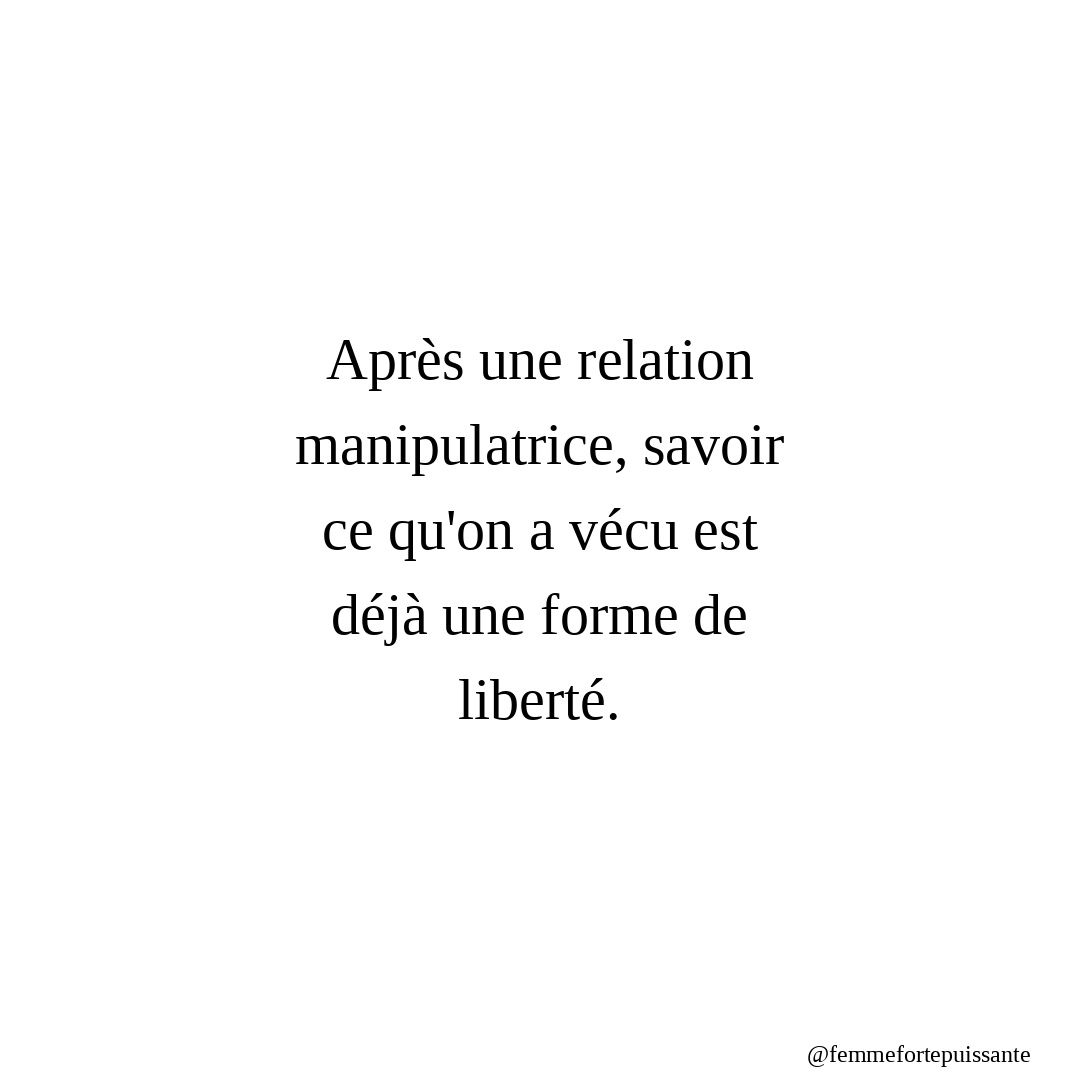 Après une relation
manipulatrice, savoir
ce qu'on a vécu est
déjà une forme de
liberté.
@femmefortepuissante